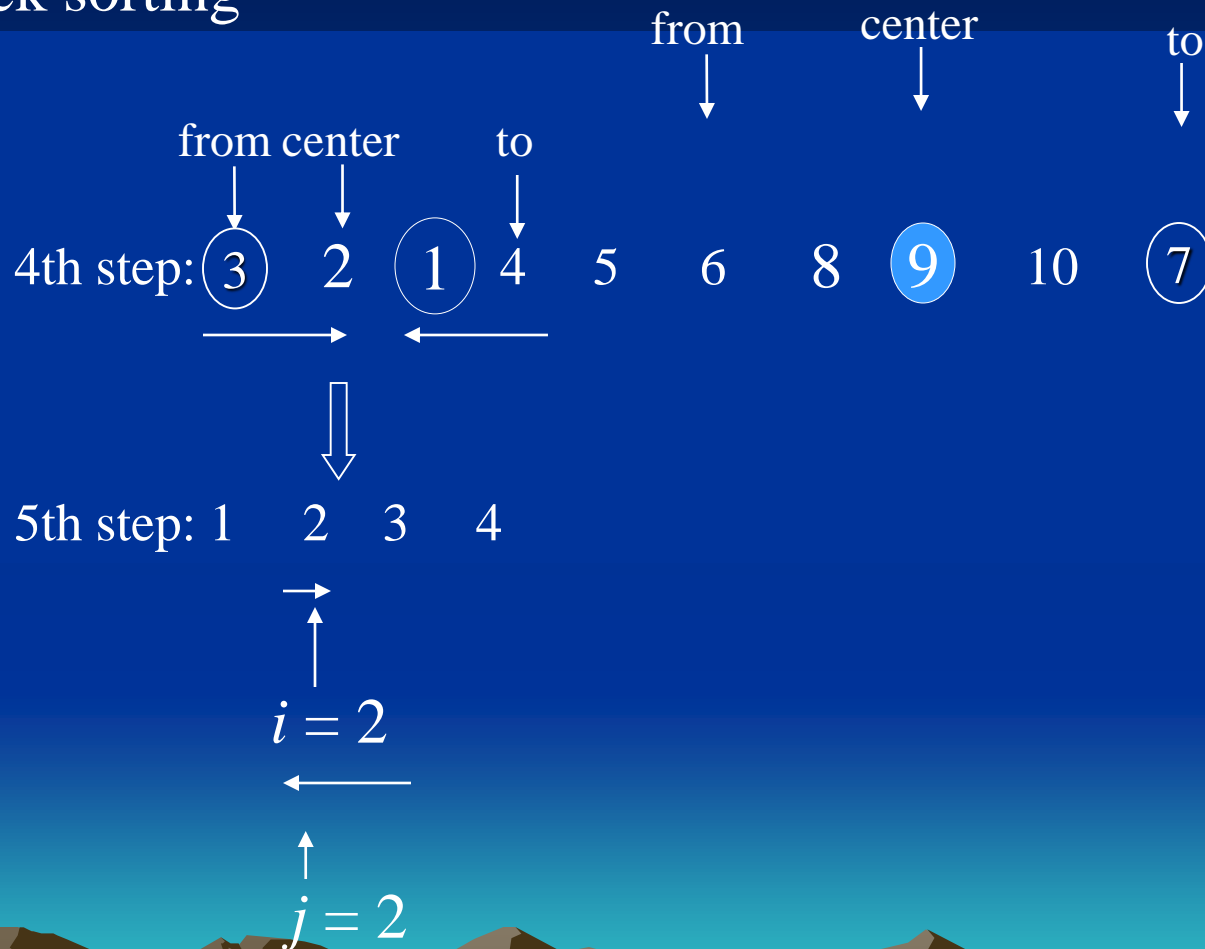 sorting
from center to
from center to
4th step: 3 2 1 4 5 6 8 9 10 7
5th step: 1 2 3 4
i = 2
j = 2